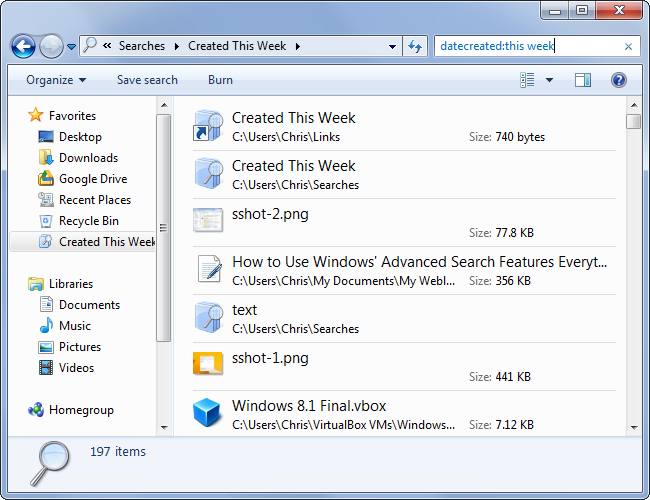 « Searches Created This Week
datecreated:this week
Organize Save search Burn
Favorites
Desktop
Downloads
Google Drive
Recent Places
Recycle Bin
Created This Week
Libraries
Documents
Music
Pictures
Videos
Homegroup
Created This Week
C:\Users\Chris\Links Size: 740 bytes
Created This Week
C:\Users\Chris\Searches
sshot-2.png
Size: 77.8 KB
How to Use Windows' Advanced Search Features Everyt...
C:\Users\Chris\My Documents\My Webl... Size: 356 KB
text
C:\Users\Chris\Searches
sshot-1.png
Size: 441 KB
Windows 8.1 Final.vbox
C:\Users\Chris\VirtualBox VMs\Windows... Size: 7.12 KB
197 items